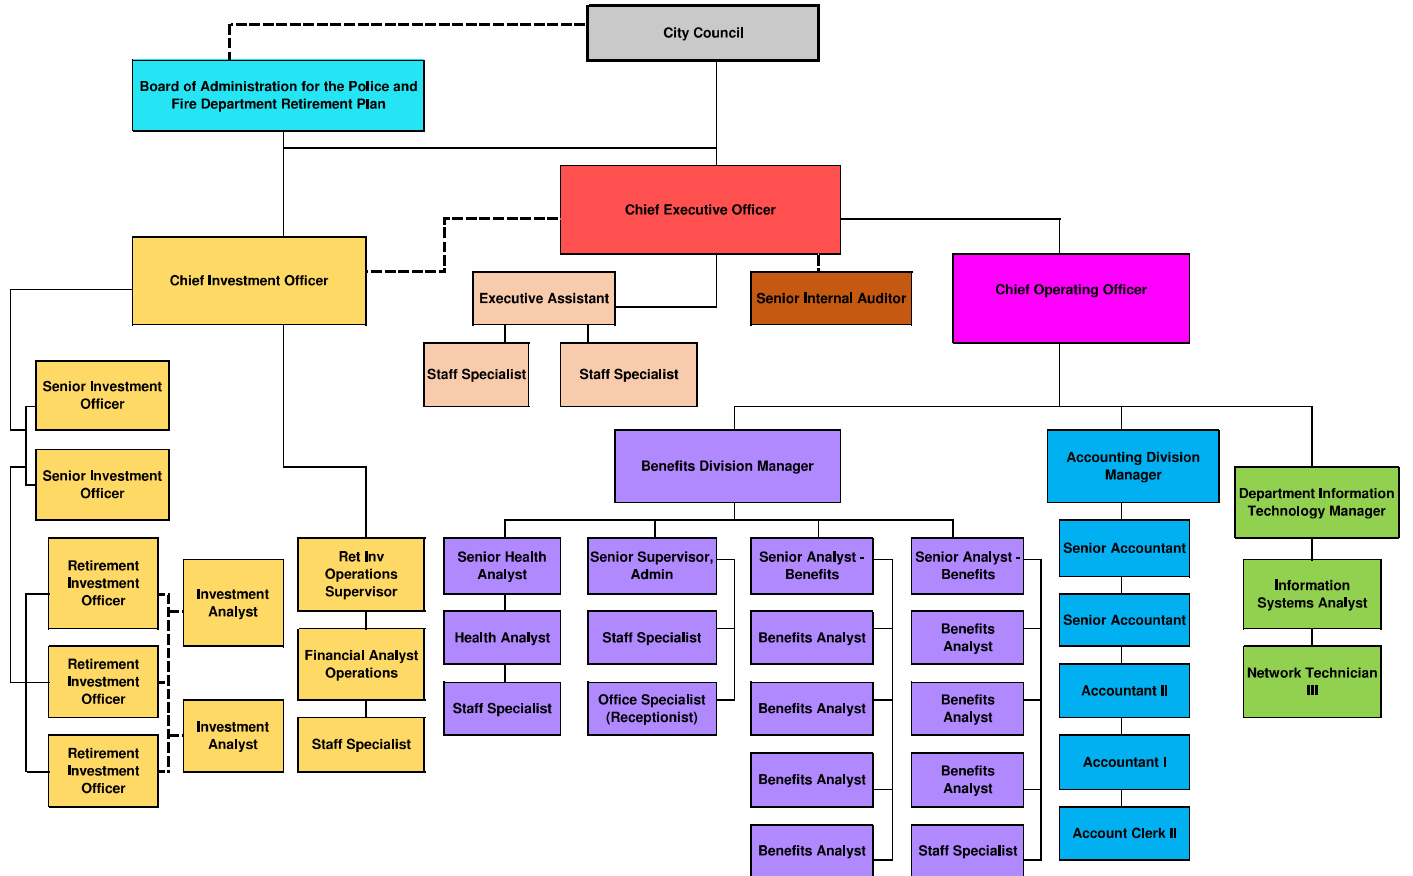 City Council
Board of Administration for the Police and
Fire Department Retirement Plan
Chief Executive Officer
Chief Investment Officer
Executive Assistant
Senior Internal Auditor
Chief Operating Officer
Staff Specialist
Staff Specialist
Senior Investment
Officer
Senior Investment
Officer
Benefits Division Manager
Accounting Division
Manager
Department Information
Technology Manager
Retirement
Investment
Officer
Retirement
Investment
Officer
Retirement
Investment
Officer
Investment
Analyst
Investment
Analyst
Ret Inv
Operations
Supervisor
Financial Analyst
Operations
Staff Specialist
Senior Health
Analyst
Health Analyst
Staff Specialist
Senior Supervisor,
Admin
Staff Specialist
Office Specialist
(Receptionist)
Senior Analyst -
Benefits
Benefits Analyst
Benefits Analyst
Benefits Analyst
Benefits Analyst
Senior Analyst -
Benefits
Benefits
Analyst
Benefits
Analyst
Benefits
Analyst
Staff Specialist
Senior Accountant
Senior Accountant
Accountant II
Accountant I
Account Clerk II
Information
Systems Analyst
Network Technician
III